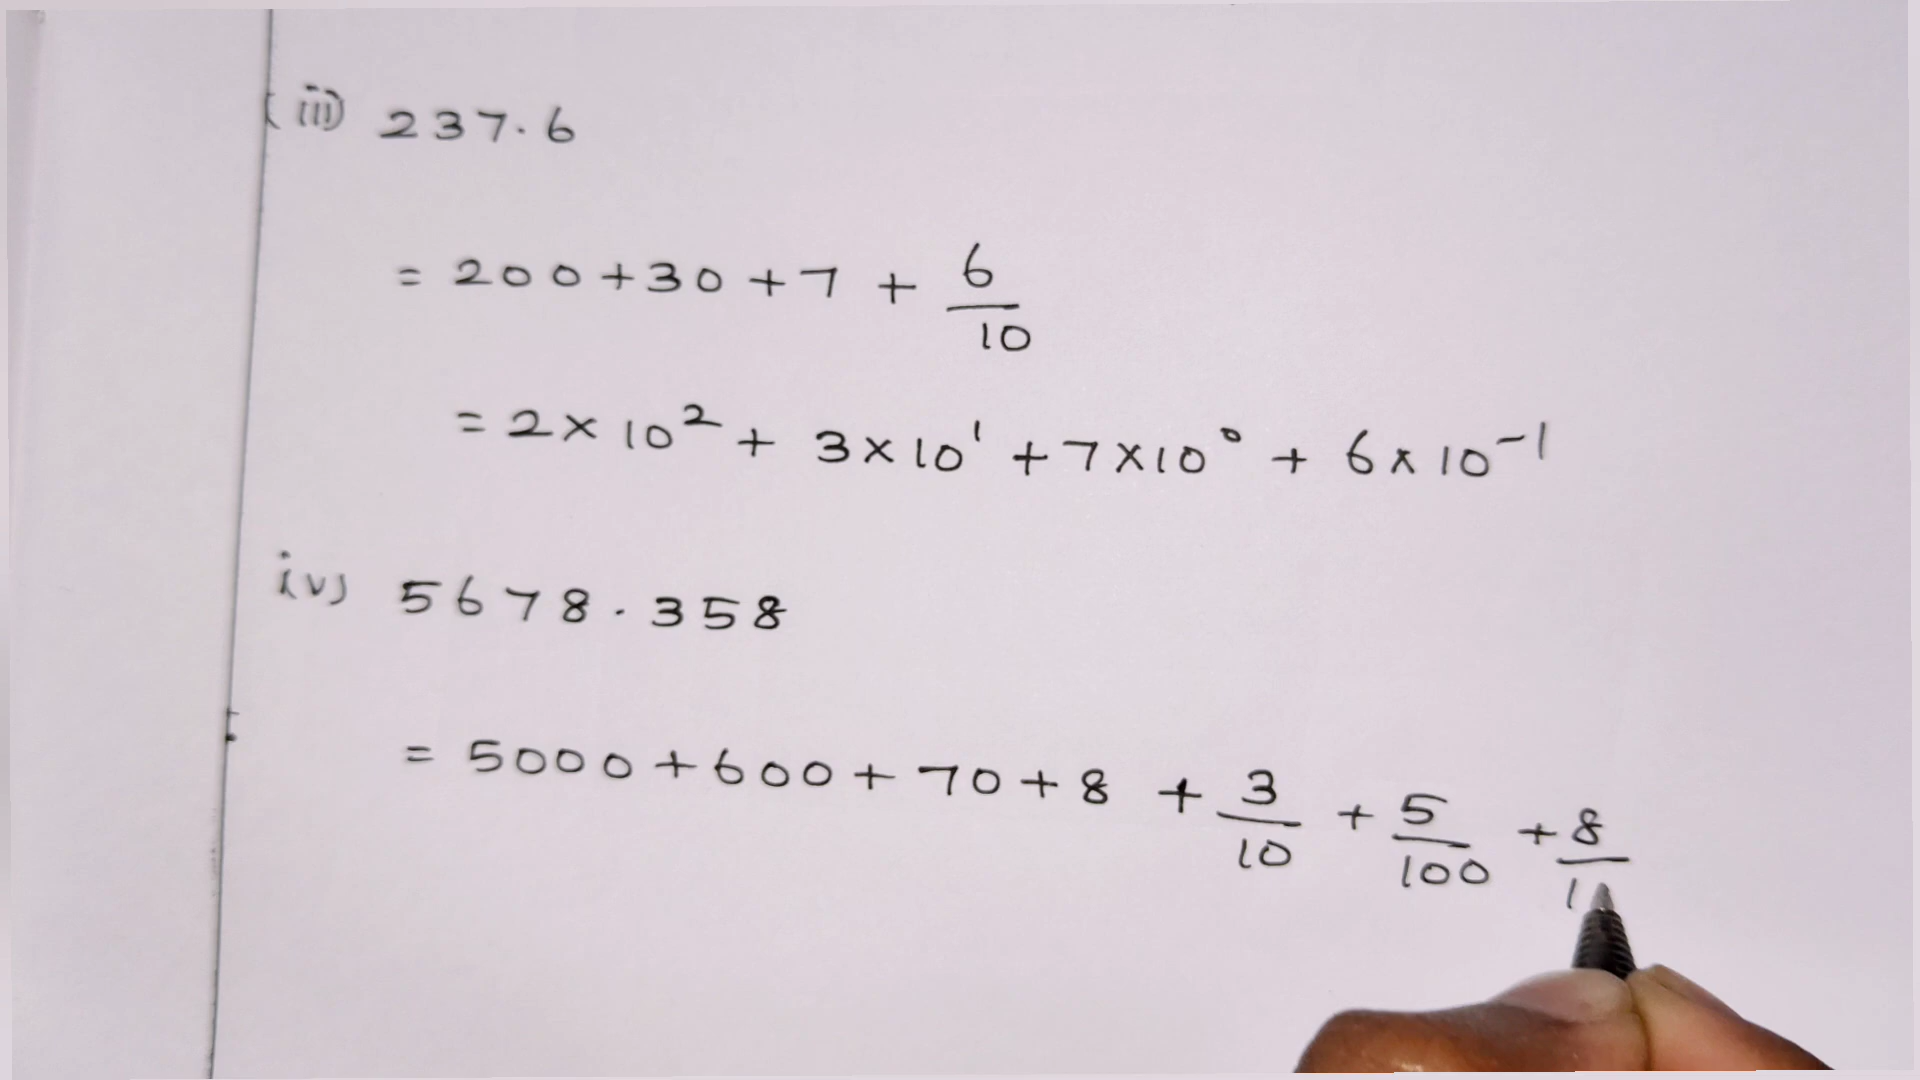 (iii) 237.6
= 200+30+7 + 6/10
= 2×10² + 3×10¹ + 7×10⁰ + 6×10⁻¹
iv) 5678.358
= 5000+600+70+8 + 3/10 + 5/100 + 8/1